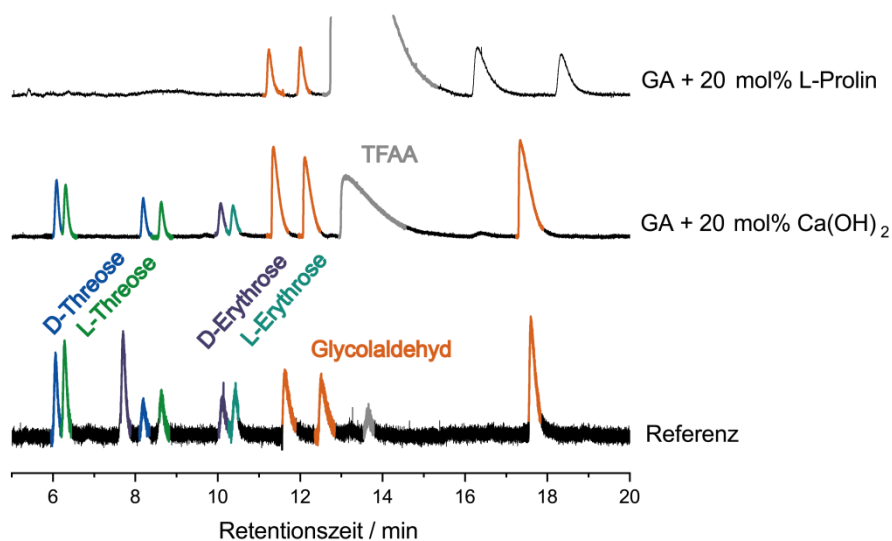 GA + 20 mol% L-Prolin
TFAA
GA + 20 mol% Ca(OH)2
D-Threose
L-Threose
D-Erythrose
L-Erythrose
Glycolaldehyd
Referenz
6 8 10 12 14 16 18 20
Retentionszeit / min